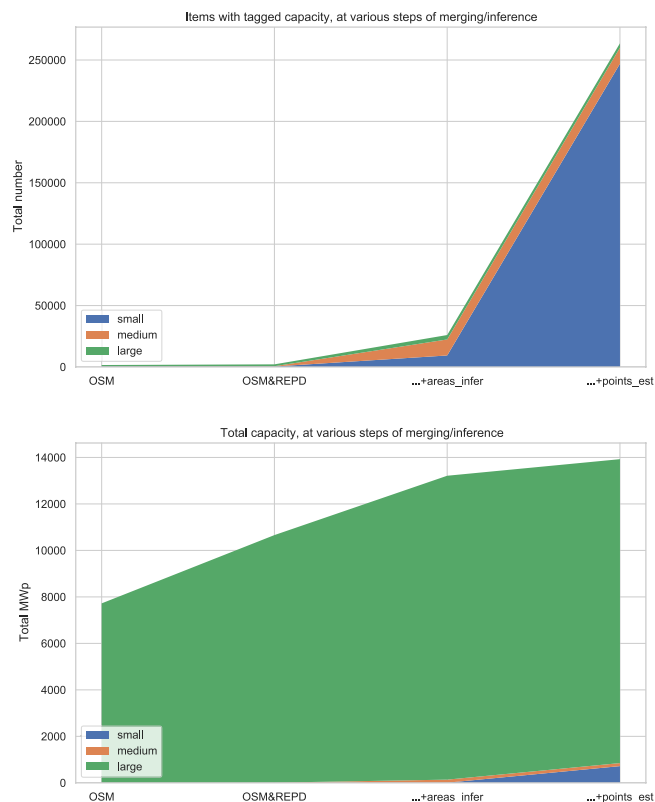 Items with tagged capacity, at various steps of merging/inference
250000
200000
150000
100000
50000
0
Total number
small
medium
large
OSM
OSM&REPD
...+areas_infer
...+points_est
Total capacity, at various steps of merging/inference
14000
12000
10000
8000
6000
4000
2000
0
Total MWp
small
medium
large
OSM
OSM&REPD
...+areas_infer
...+points_est